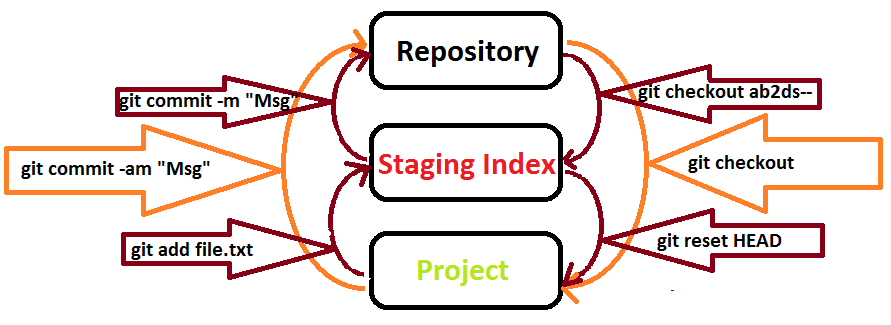 Repository
git commit -m "Msg"
git checkout ab2ds--
git commit -am "Msg"
Staging Index
git checkout
git add file.txt
git reset HEAD
Project